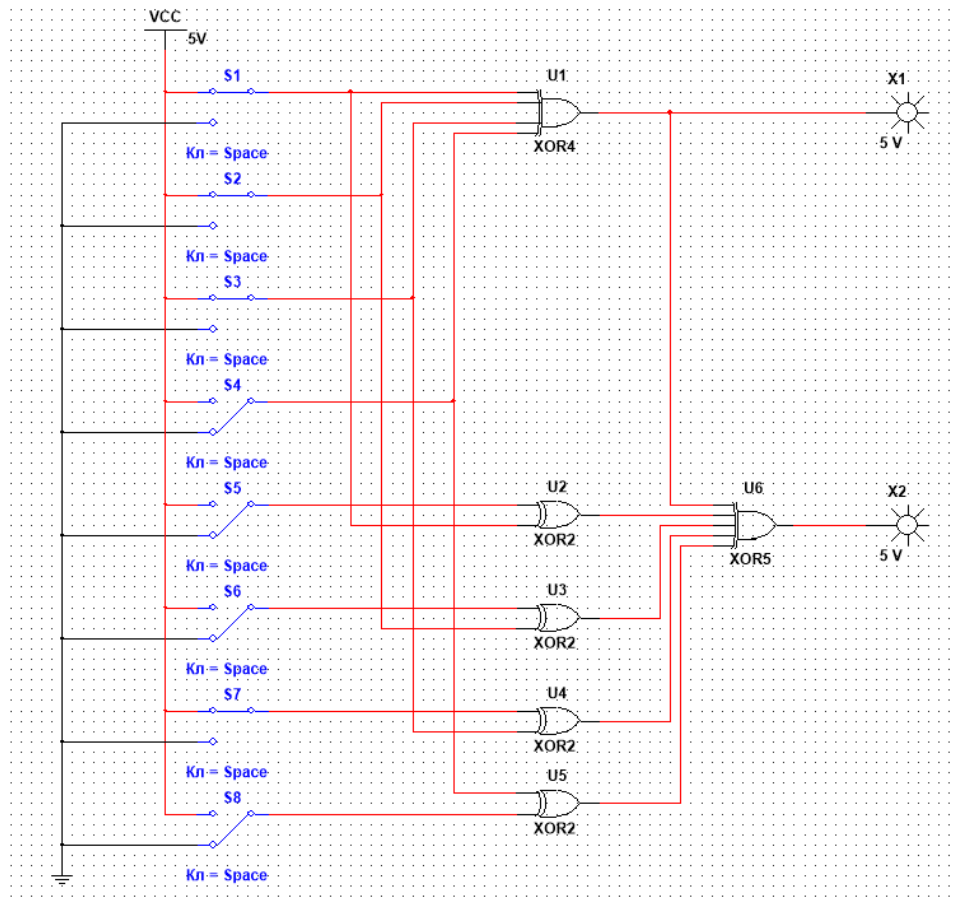 VCC
5V
S1
U1
X1
XOR4
5 V
Кл = Space
S2
Кл = Space
S3
Кл = Space
S4
Кл = Space
S5
U2
U6
X2
XOR2
XOR5
5 V
Кл = Space
S6
U3
XOR2
Кл = Space
S7
U4
XOR2
Кл = Space
U5
S8
XOR2
Кл = Space